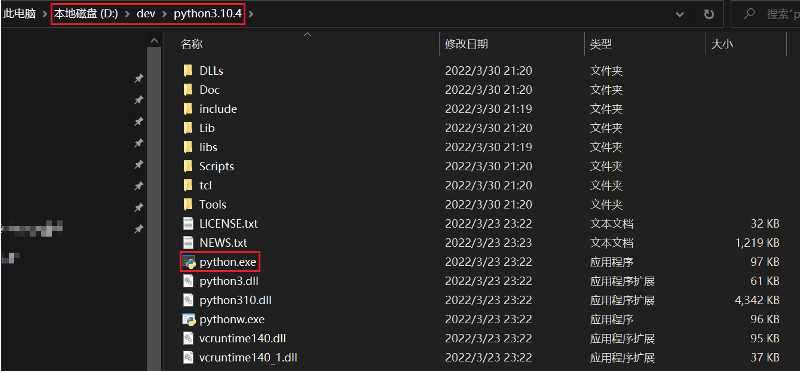 此电脑 本地磁盘 (D:) dev python3.10.4 搜索"p
名称 修改日期 类型 大小
DLLs 2022/3/30 21:20 文件夹
Doc 2022/3/30 21:20 文件夹
include 2022/3/30 21:19 文件夹
Lib 2022/3/30 21:20 文件夹
libs 2022/3/30 21:19 文件夹
Scripts 2022/3/30 21:20 文件夹
tcl 2022/3/30 21:20 文件夹
Tools 2022/3/30 21:20 文件夹
LICENSE.txt 2022/3/23 23:22 文本文档 32 KB
NEWS.txt 2022/3/23 23:23 文本文档 1,219 KB
python.exe 2022/3/23 23:22 应用程序 97 KB
python3.dll 2022/3/23 23:22 应用程序扩展 61 KB
python310.dll 2022/3/23 23:22 应用程序扩展 4,342 KB
pythonw.exe 2022/3/23 23:22 应用程序 96 KB
vcruntime140.dll 2022/3/23 23:22 应用程序扩展 95 KB
vcruntime140_1.dll 2022/3/23 23:22 应用程序扩展 37 KB